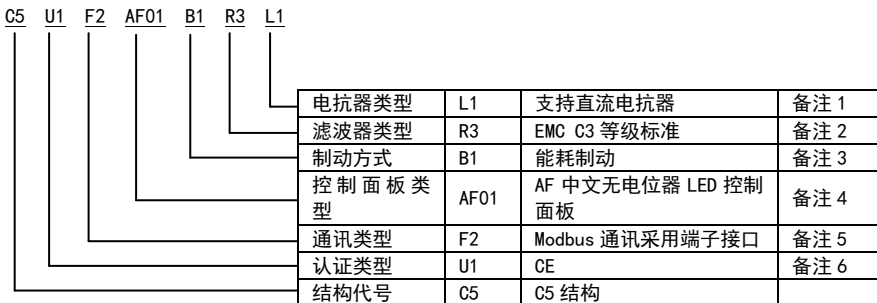 C5 U1 F2 AF01 B1 R3 L1
电抗器类型 L1 支持直流电抗器 备注1
滤波器类型 R3 EMC C3 等级标准 备注2
制动方式 B1 能耗制动 备注3
控制面板类型 AF01 AF 中文无电位器 LED 控制面板 备注4
通讯类型 F2 Modbus 通讯采用端子接口 备注5
认证类型 U1 CE 备注6
结构代号 C5 C5 结构